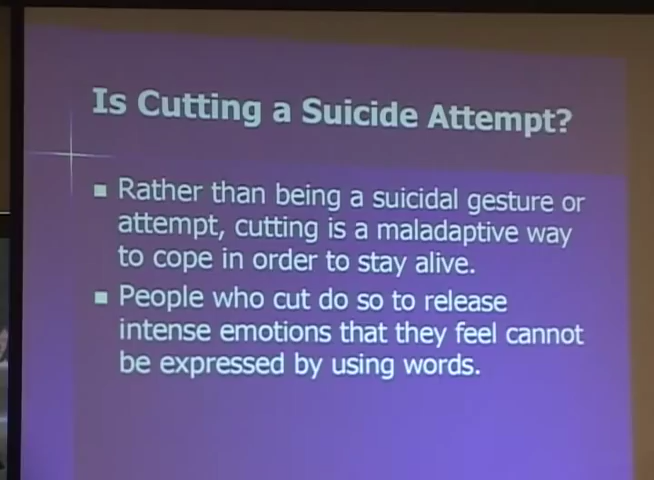 Is Cutting a Suicide Attempt?
Rather than being a suicidal gesture or
attempt, cutting is a maladaptive way
to cope in order to stay alive.
People who cut do so to release
intense emotions that they feel cannot
be expressed by using words.